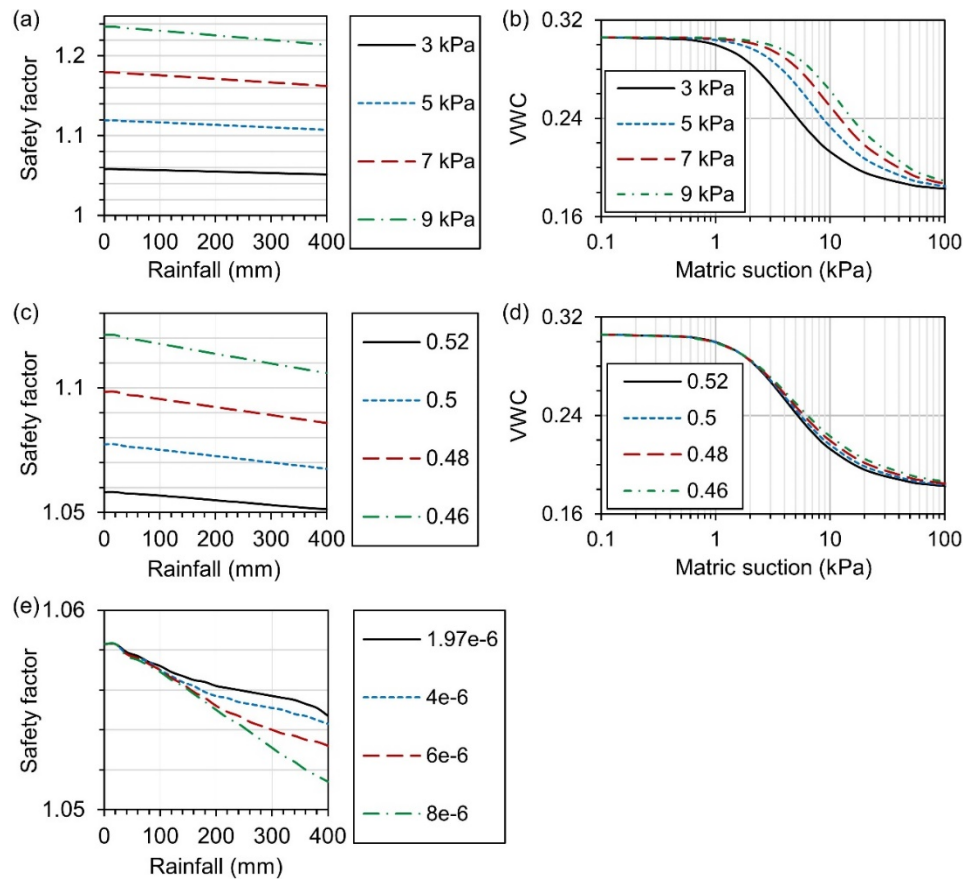 (a)
Safety factor
1.2
1.1
1
0 100 200 300 400
Rainfall (mm)
3 kPa
5 kPa
7 kPa
9 kPa
(b)
VWC
0.32
0.24
0.16
0.1 1 10 100
Matric suction (kPa)
3 kPa
5 kPa
7 kPa
9 kPa
(c)
Safety factor
1.1
1.05
0 100 200 300 400
Rainfall (mm)
0.52
0.5
0.48
0.46
(d)
VWC
0.32
0.24
0.16
0.1 1 10 100
Matric suction (kPa)
0.52
0.5
0.48
0.46
(e)
Safety factor
1.06
1.05
0 100 200 300 400
Rainfall (mm)
1.97e-6
4e-6
6e-6
8e-6